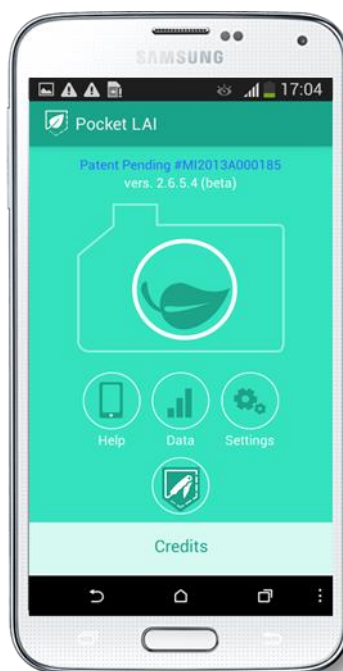 SAMSUNG
17:04
Pocket LAI
Patent Pending #MI2013A000185
vers. 2.6.5.4 (beta)
Help
Data
Settings
Credits